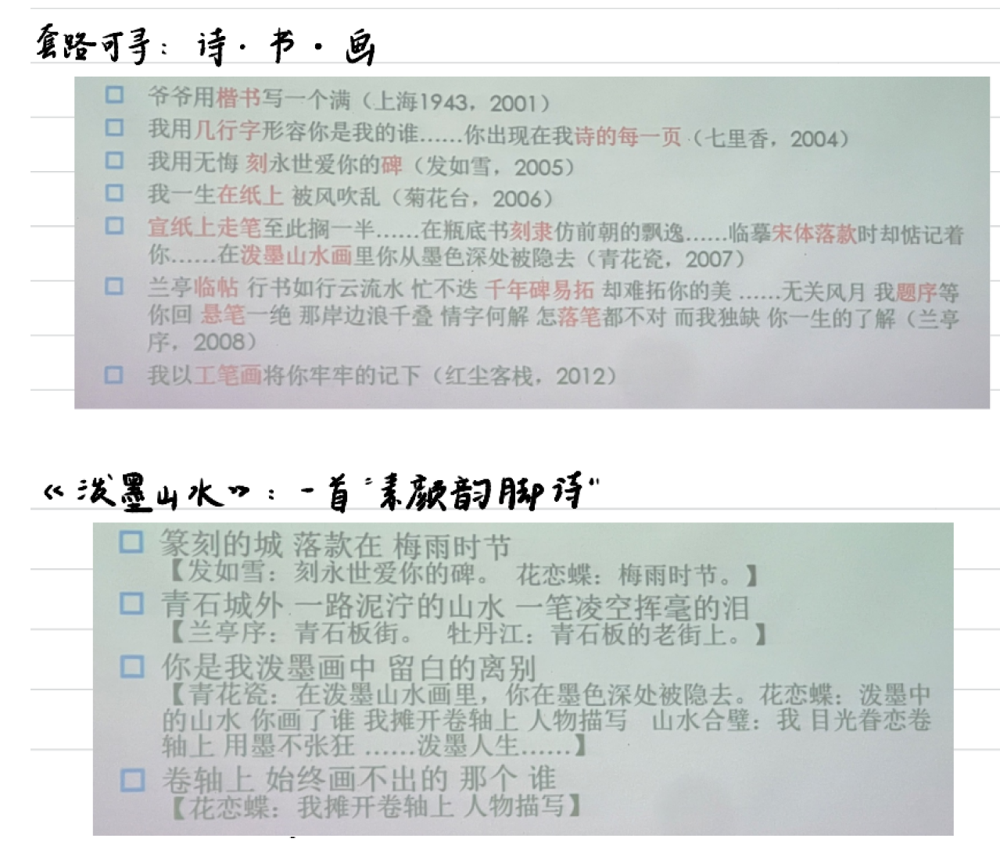 套路可寻：诗·书·画
爷爷用楷书写一个满（上海1943，2001）
我用几行字形容你是我的谁……你出现在我诗的每一页（七里香，2004）
我用无悔 刻永世爱你的碑（发如雪，2005）
我一生在纸上 被风吹乱（菊花台，2006）
宣纸上走笔至此搁一半……在瓶底书刻隶仿前朝的飘逸……临摹宋体落款时却惦记着
你……在泼墨山水画里你从墨色深处被隐去（青花瓷，2007）
兰亭临帖 行书如行云流水 忙不迭 千年碑易拓 却难拓你的美 ……无关风月 我题序等
你回 悬笔一绝 那岸边浪千叠 情字何解 怎落笔都不对 而我独缺 你一生的了解（兰亭
序，2008）
我以工笔画将你牢牢的记下（红尘客栈，2012）
《泼墨山水》：一首“素颜韵脚诗”
篆刻的城 落款在 梅雨时节
【发如雪：刻永世爱你的碑。 花恋蝶：梅雨时节。】
青石城外 一路泥泞的山水 一笔凌空挥毫的泪
【兰亭序：青石板街。 牡丹江：青石板的老街上。】
你是我泼墨画中 留白的离别
【青花瓷：在泼墨山水画里，你在墨色深处被隐去。花恋蝶：泼墨中
的山水 你画了谁 我摊开卷轴上 人物描写 山水合璧：我 目光眷恋卷
轴上 用墨不张狂 ……泼墨人生……】
卷轴上 始终画不出的 那个 谁
【花恋蝶：我摊开卷轴上 人物描写】